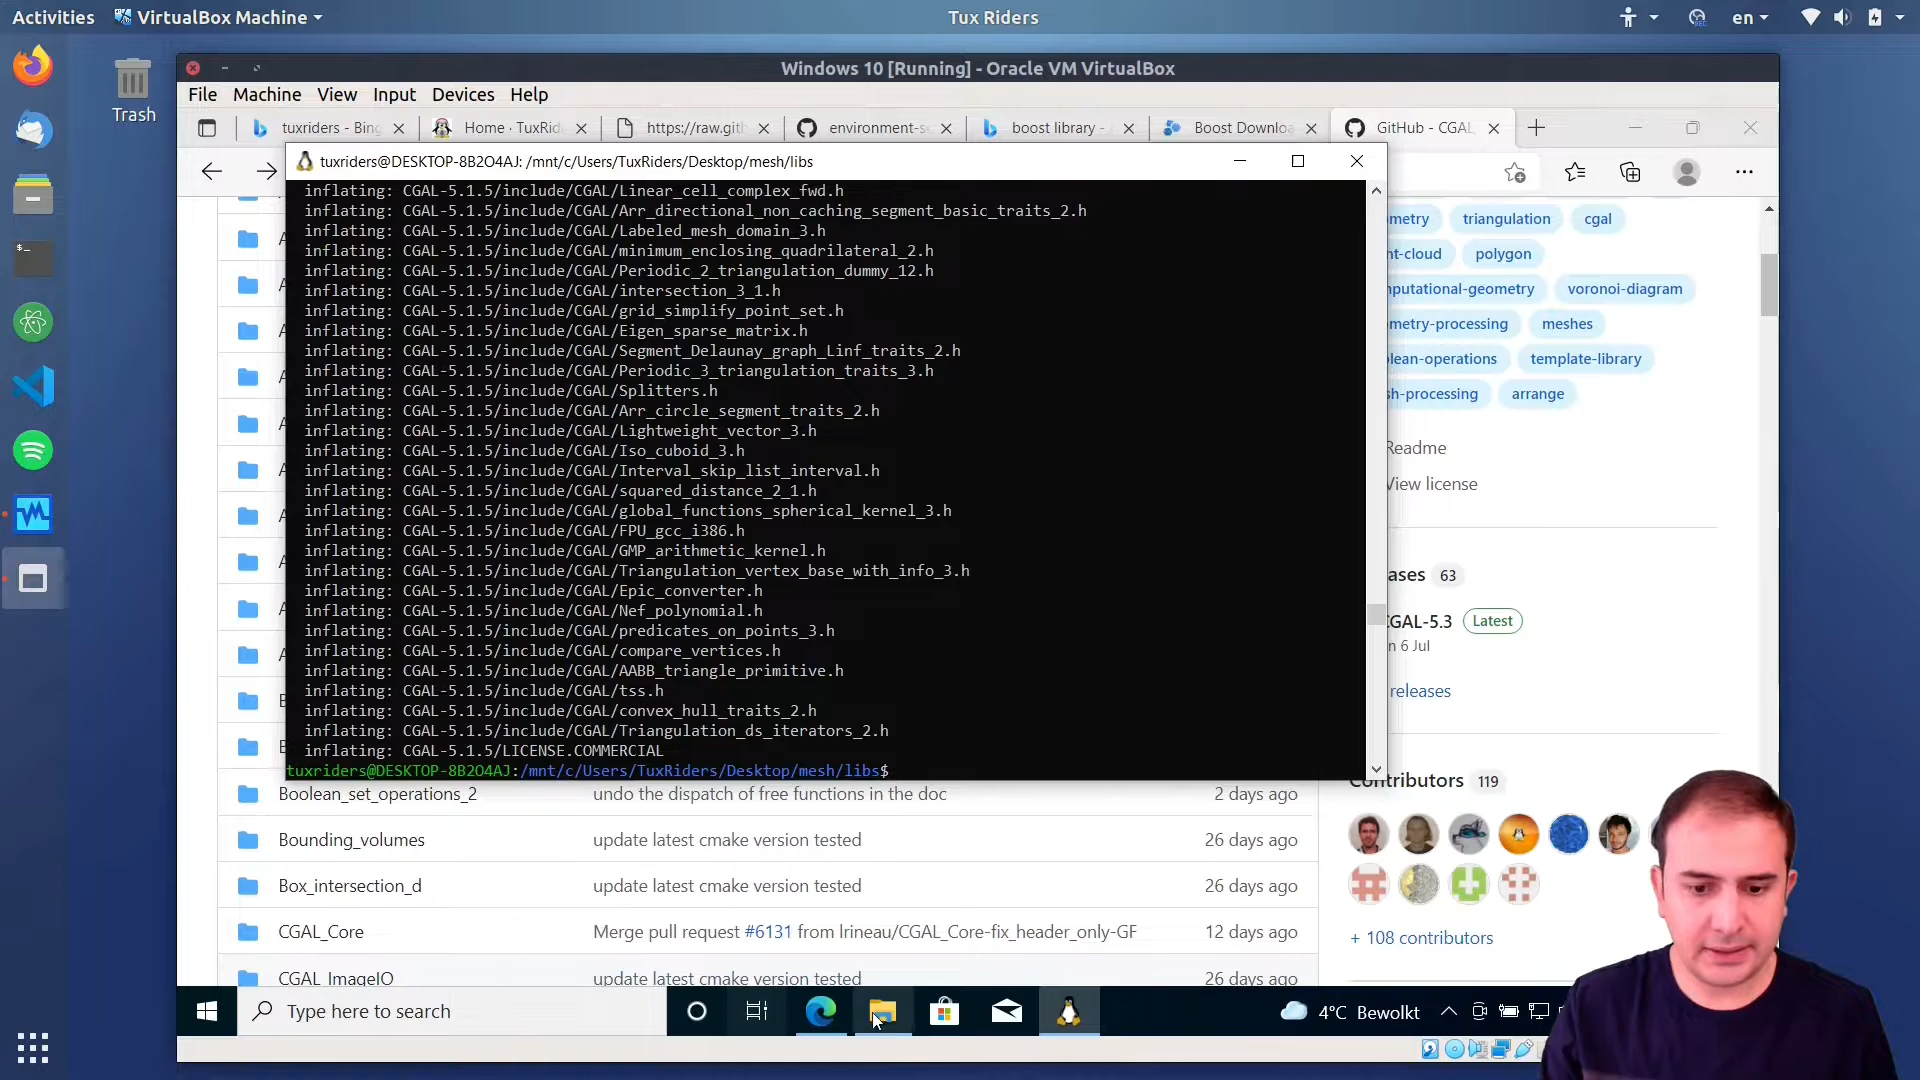 Activities VirtualBox Machine Tux Riders en
Trash
Windows 10 [Running] - Oracle VM VirtualBox
File Machine View Input Devices Help
tuxriders - Bing Home · TuxRid https://raw.gith environment-s boost library - Boost Downloa GitHub - CGAL
tuxriders@DESKTOP-8B2O4AJ: /mnt/c/Users/TuxRiders/Desktop/mesh/libs
inflating: CGAL-5.1.5/include/CGAL/Linear_cell_complex_fwd.h
inflating: CGAL-5.1.5/include/CGAL/Arr_directional_non_caching_segment_basic_traits_2.h
inflating: CGAL-5.1.5/include/CGAL/Labeled_mesh_domain_3.h
inflating: CGAL-5.1.5/include/CGAL/minimum_enclosing_quadrilateral_2.h
inflating: CGAL-5.1.5/include/CGAL/Periodic_2_triangulation_dummy_12.h
inflating: CGAL-5.1.5/include/CGAL/intersection_3_1.h
inflating: CGAL-5.1.5/include/CGAL/grid_simplify_point_set.h
inflating: CGAL-5.1.5/include/CGAL/Eigen_sparse_matrix.h
inflating: CGAL-5.1.5/include/CGAL/Segment_Delaunay_graph_Linf_traits_2.h
inflating: CGAL-5.1.5/include/CGAL/Periodic_3_triangulation_traits_3.h
inflating: CGAL-5.1.5/include/CGAL/Splitters.h
inflating: CGAL-5.1.5/include/CGAL/Arr_circle_segment_traits_2.h
inflating: CGAL-5.1.5/include/CGAL/Lightweight_vector_3.h
inflating: CGAL-5.1.5/include/CGAL/Iso_cuboid_3.h
inflating: CGAL-5.1.5/include/CGAL/Interval_skip_list_interval.h
inflating: CGAL-5.1.5/include/CGAL/squared_distance_2_1.h
inflating: CGAL-5.1.5/include/CGAL/global_functions_spherical_kernel_3.h
inflating: CGAL-5.1.5/include/CGAL/FPU_gcc_i386.h
inflating: CGAL-5.1.5/include/CGAL/GMP_arithmetic_kernel.h
inflating: CGAL-5.1.5/include/CGAL/Triangulation_vertex_base_with_info_3.h
inflating: CGAL-5.1.5/include/CGAL/Epic_converter.h
inflating: CGAL-5.1.5/include/CGAL/Nef_polynomial.h
inflating: CGAL-5.1.5/include/CGAL/predicates_on_points_3.h
inflating: CGAL-5.1.5/include/CGAL/compare_vertices.h
inflating: CGAL-5.1.5/include/CGAL/AABB_triangle_primitive.h
inflating: CGAL-5.1.5/include/CGAL/tss.h
inflating: CGAL-5.1.5/include/CGAL/convex_hull_traits_2.h
inflating: CGAL-5.1.5/include/CGAL/Triangulation_ds_iterators_2.h
inflating: CGAL-5.1.5/LICENSE.COMMERCIAL
tuxriders@DESKTOP-8B2O4AJ:/mnt/c/Users/TuxRiders/Desktop/mesh/libs$
metry triangulation cgal
nt-cloud polygon
mputational-geometry voronoi-diagram
metry-processing meshes
lean-operations template-library
sh-processing arrange
Readme
View license
ases 63
CGAL-5.3 Latest
n 6 Jul
releases
Contributors 119
+ 108 contributors
Boolean_set_operations_2 undo the dispatch of free functions in the doc 2 days ago
Bounding_volumes update latest cmake version tested 26 days ago
Box_intersection_d update latest cmake version tested 26 days ago
CGAL_Core Merge pull request #6131 from lrineau/CGAL_Core-fix_header_only-GF 12 days ago
CGAL_ImageIO update latest cmake version tested 26 days ago
Type here to search
4°C Bewolkt